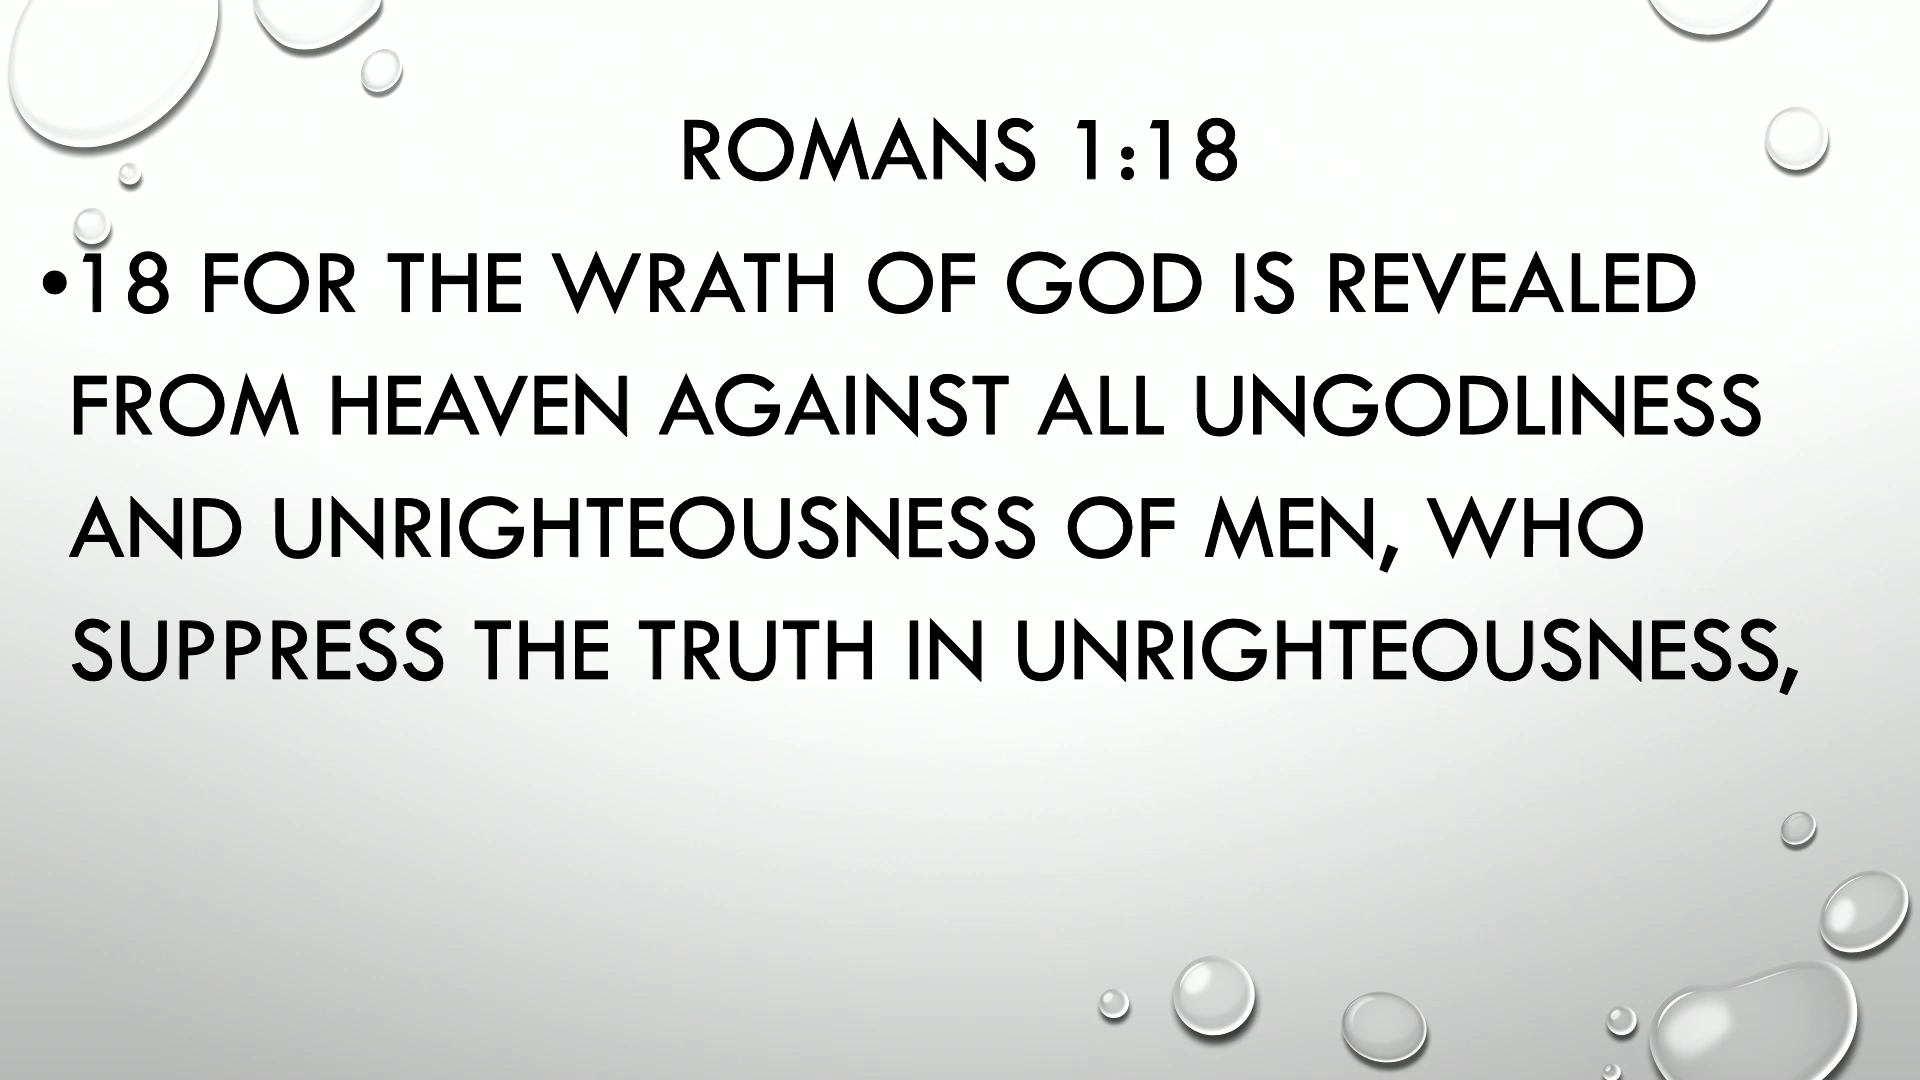 ROMANS 1:18
•18 FOR THE WRATH OF GOD IS REVEALED
FROM HEAVEN AGAINST ALL UNGODLINESS
AND UNRIGHTEOUSNESS OF MEN, WHO
SUPPRESS THE TRUTH IN UNRIGHTEOUSNESS,